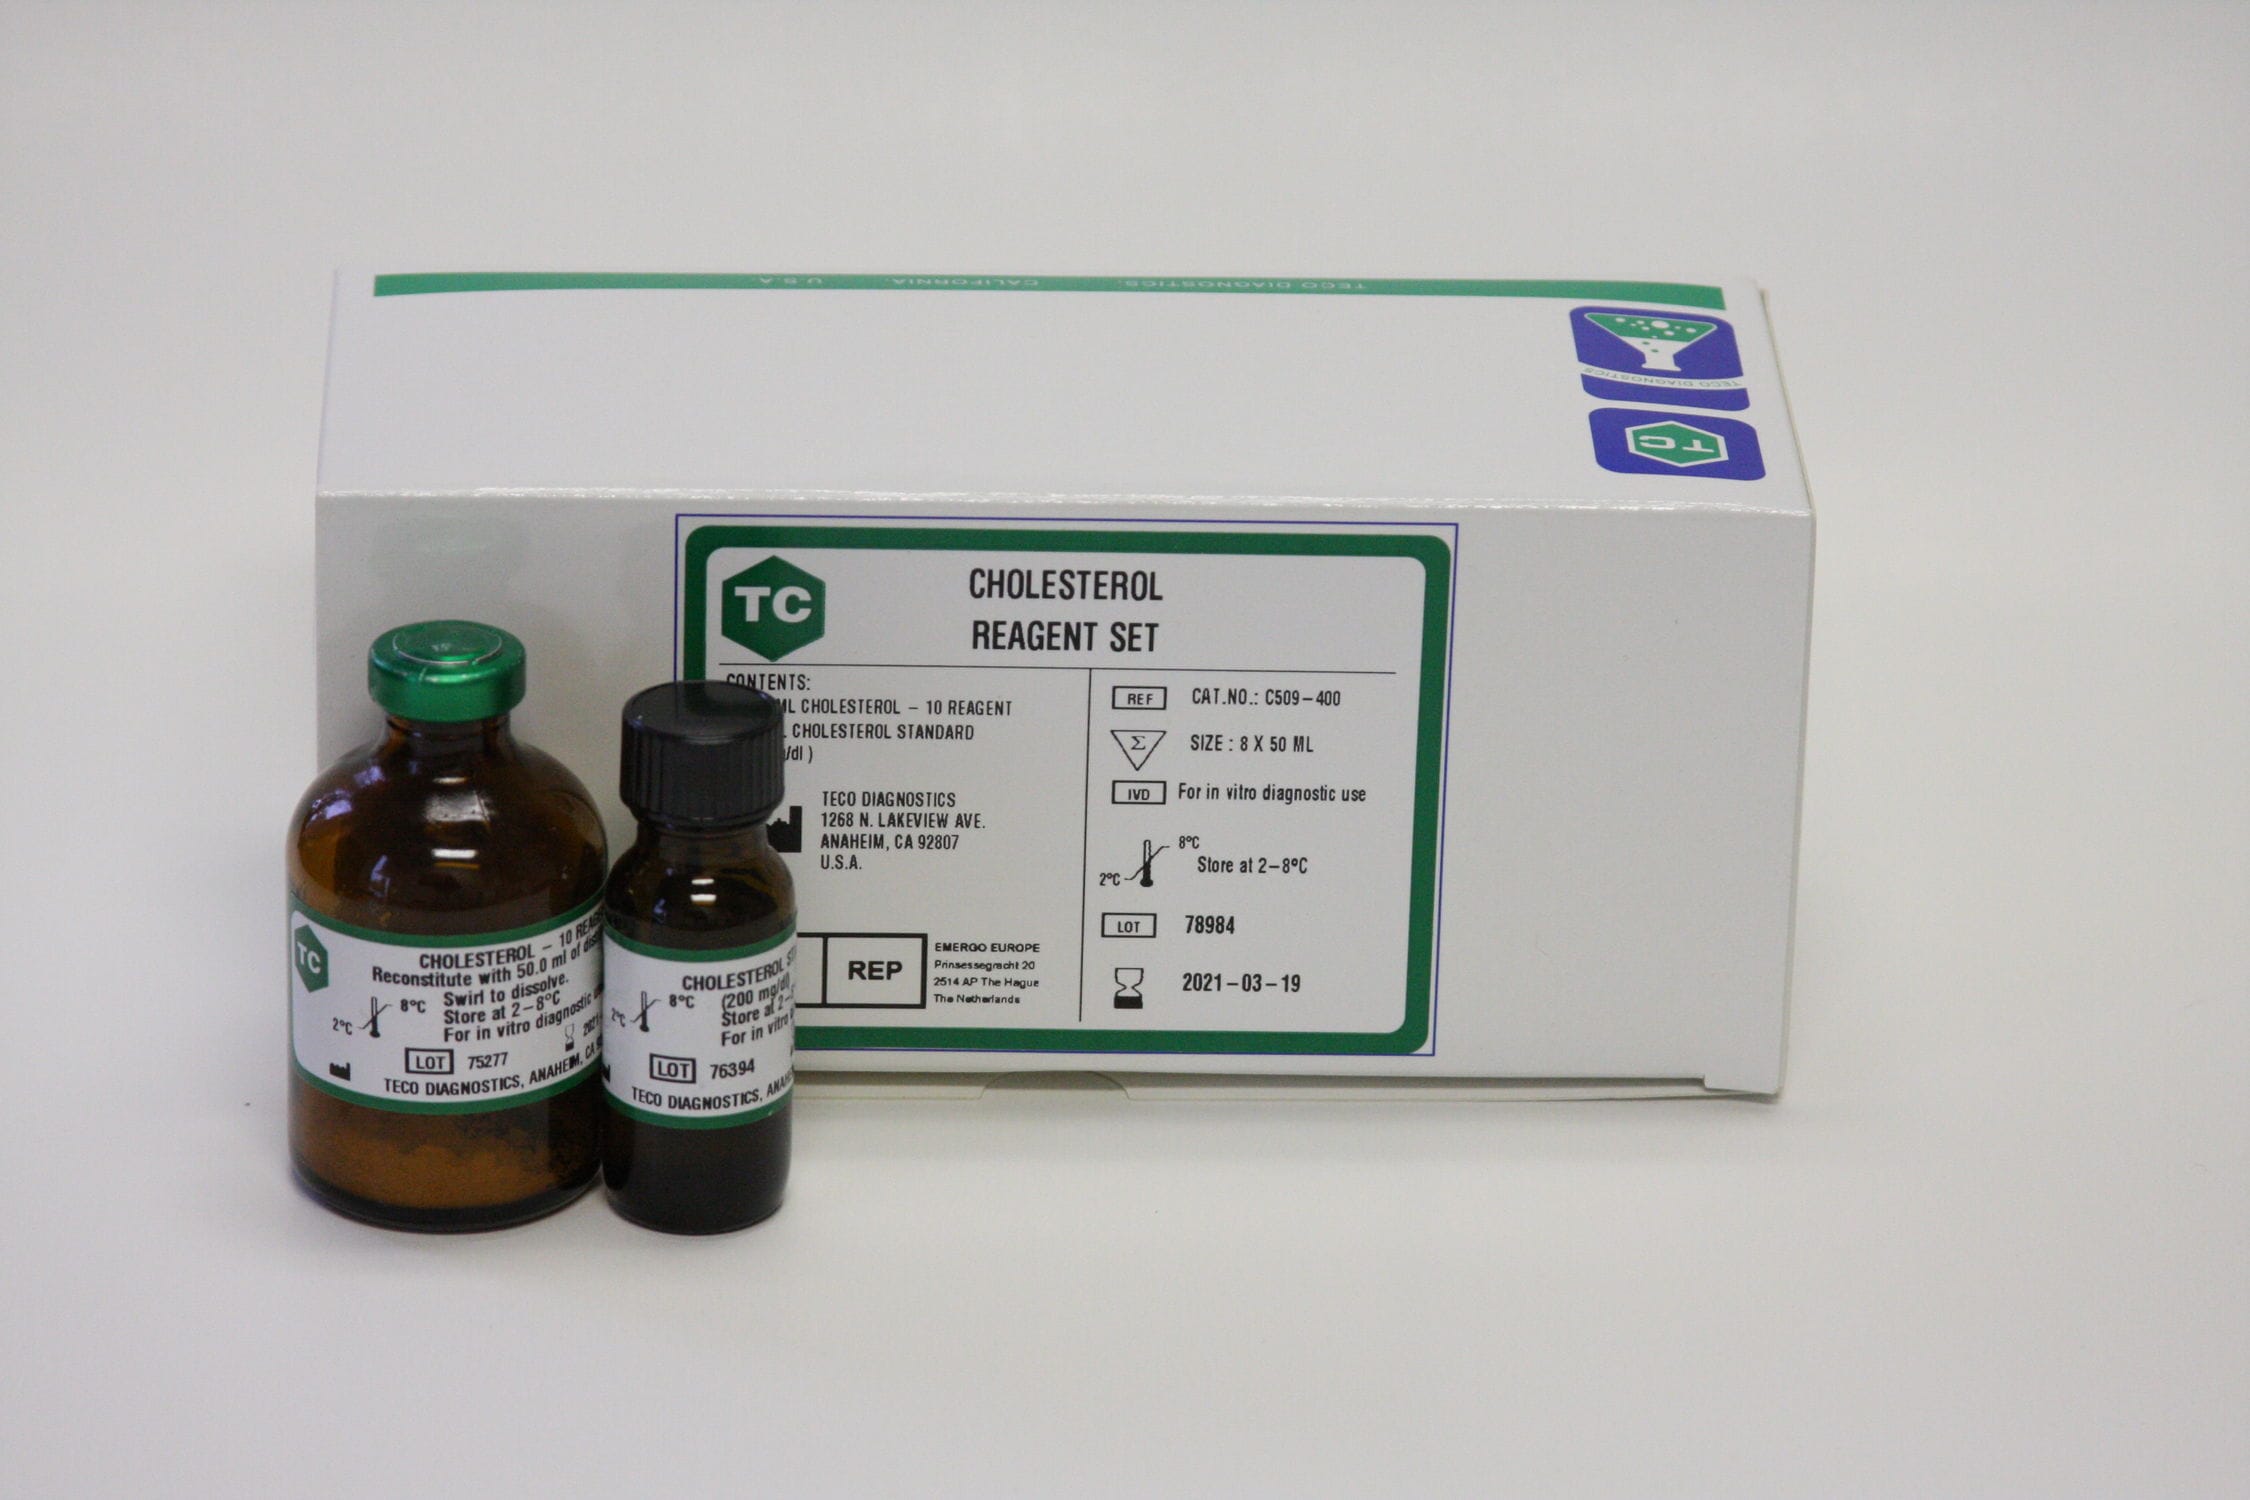 TECO DIAGNOSTICS. CALIFORNIA. U.S.A.
TECO DIAGNOSTICS
TC
TC
CHOLESTEROL
REAGENT SET
CONTENTS:
ML CHOLESTEROL – 10 REAGENT
CHOLESTEROL STANDARD
/dl )
TECO DIAGNOSTICS
1268 N. LAKEVIEW AVE.
ANAHEIM, CA 92807
U.S.A.
REP
EMERGO EUROPE
Prinsessegracht 20
2514 AP The Hague
The Netherlands
REF CAT.NO.: C509–400
Σ SIZE : 8 X 50 ML
IVD For in vitro diagnostic use
8°C
Store at 2–8°C
2°C
LOT 78984
2021–03–19
TC
CHOLESTEROL – 10
Reconstitute with 50.0 ml of
Swirl to dissolve.
8°C
Store at 2–8°C
2°C
For in vitro diagnostic
LOT 75277
TECO DIAGNOSTICS, ANAHEIM, CA
CHOLESTEROL
8°C
(200 mg/dl)
2°C
Store at 2–
For in vitro
LOT 76394
TECO DIAGNOSTICS,